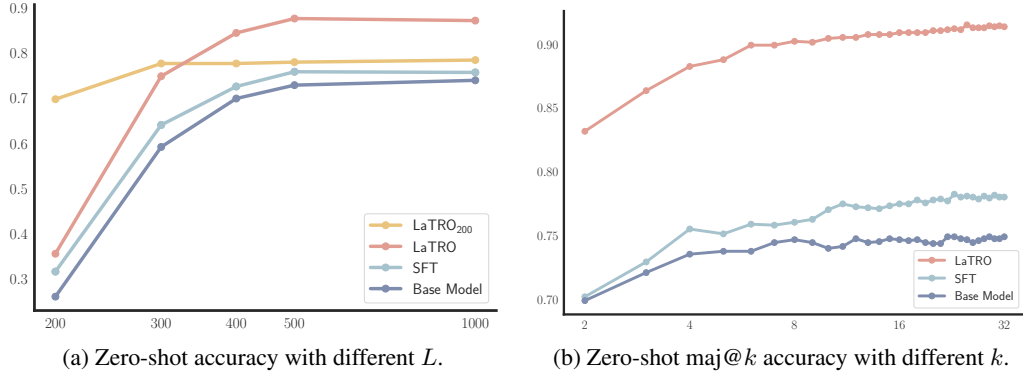 0.9
0.8
0.7
0.6
0.5
0.4
0.3
200
300
400
500
1000
LaTRO₂₀₀
LaTRO
SFT
Base Model
(a) Zero-shot accuracy with different L.
0.90
0.85
0.80
0.75
0.70
2
4
8
16
32
LaTRO
SFT
Base Model
(b) Zero-shot maj@k accuracy with different k.